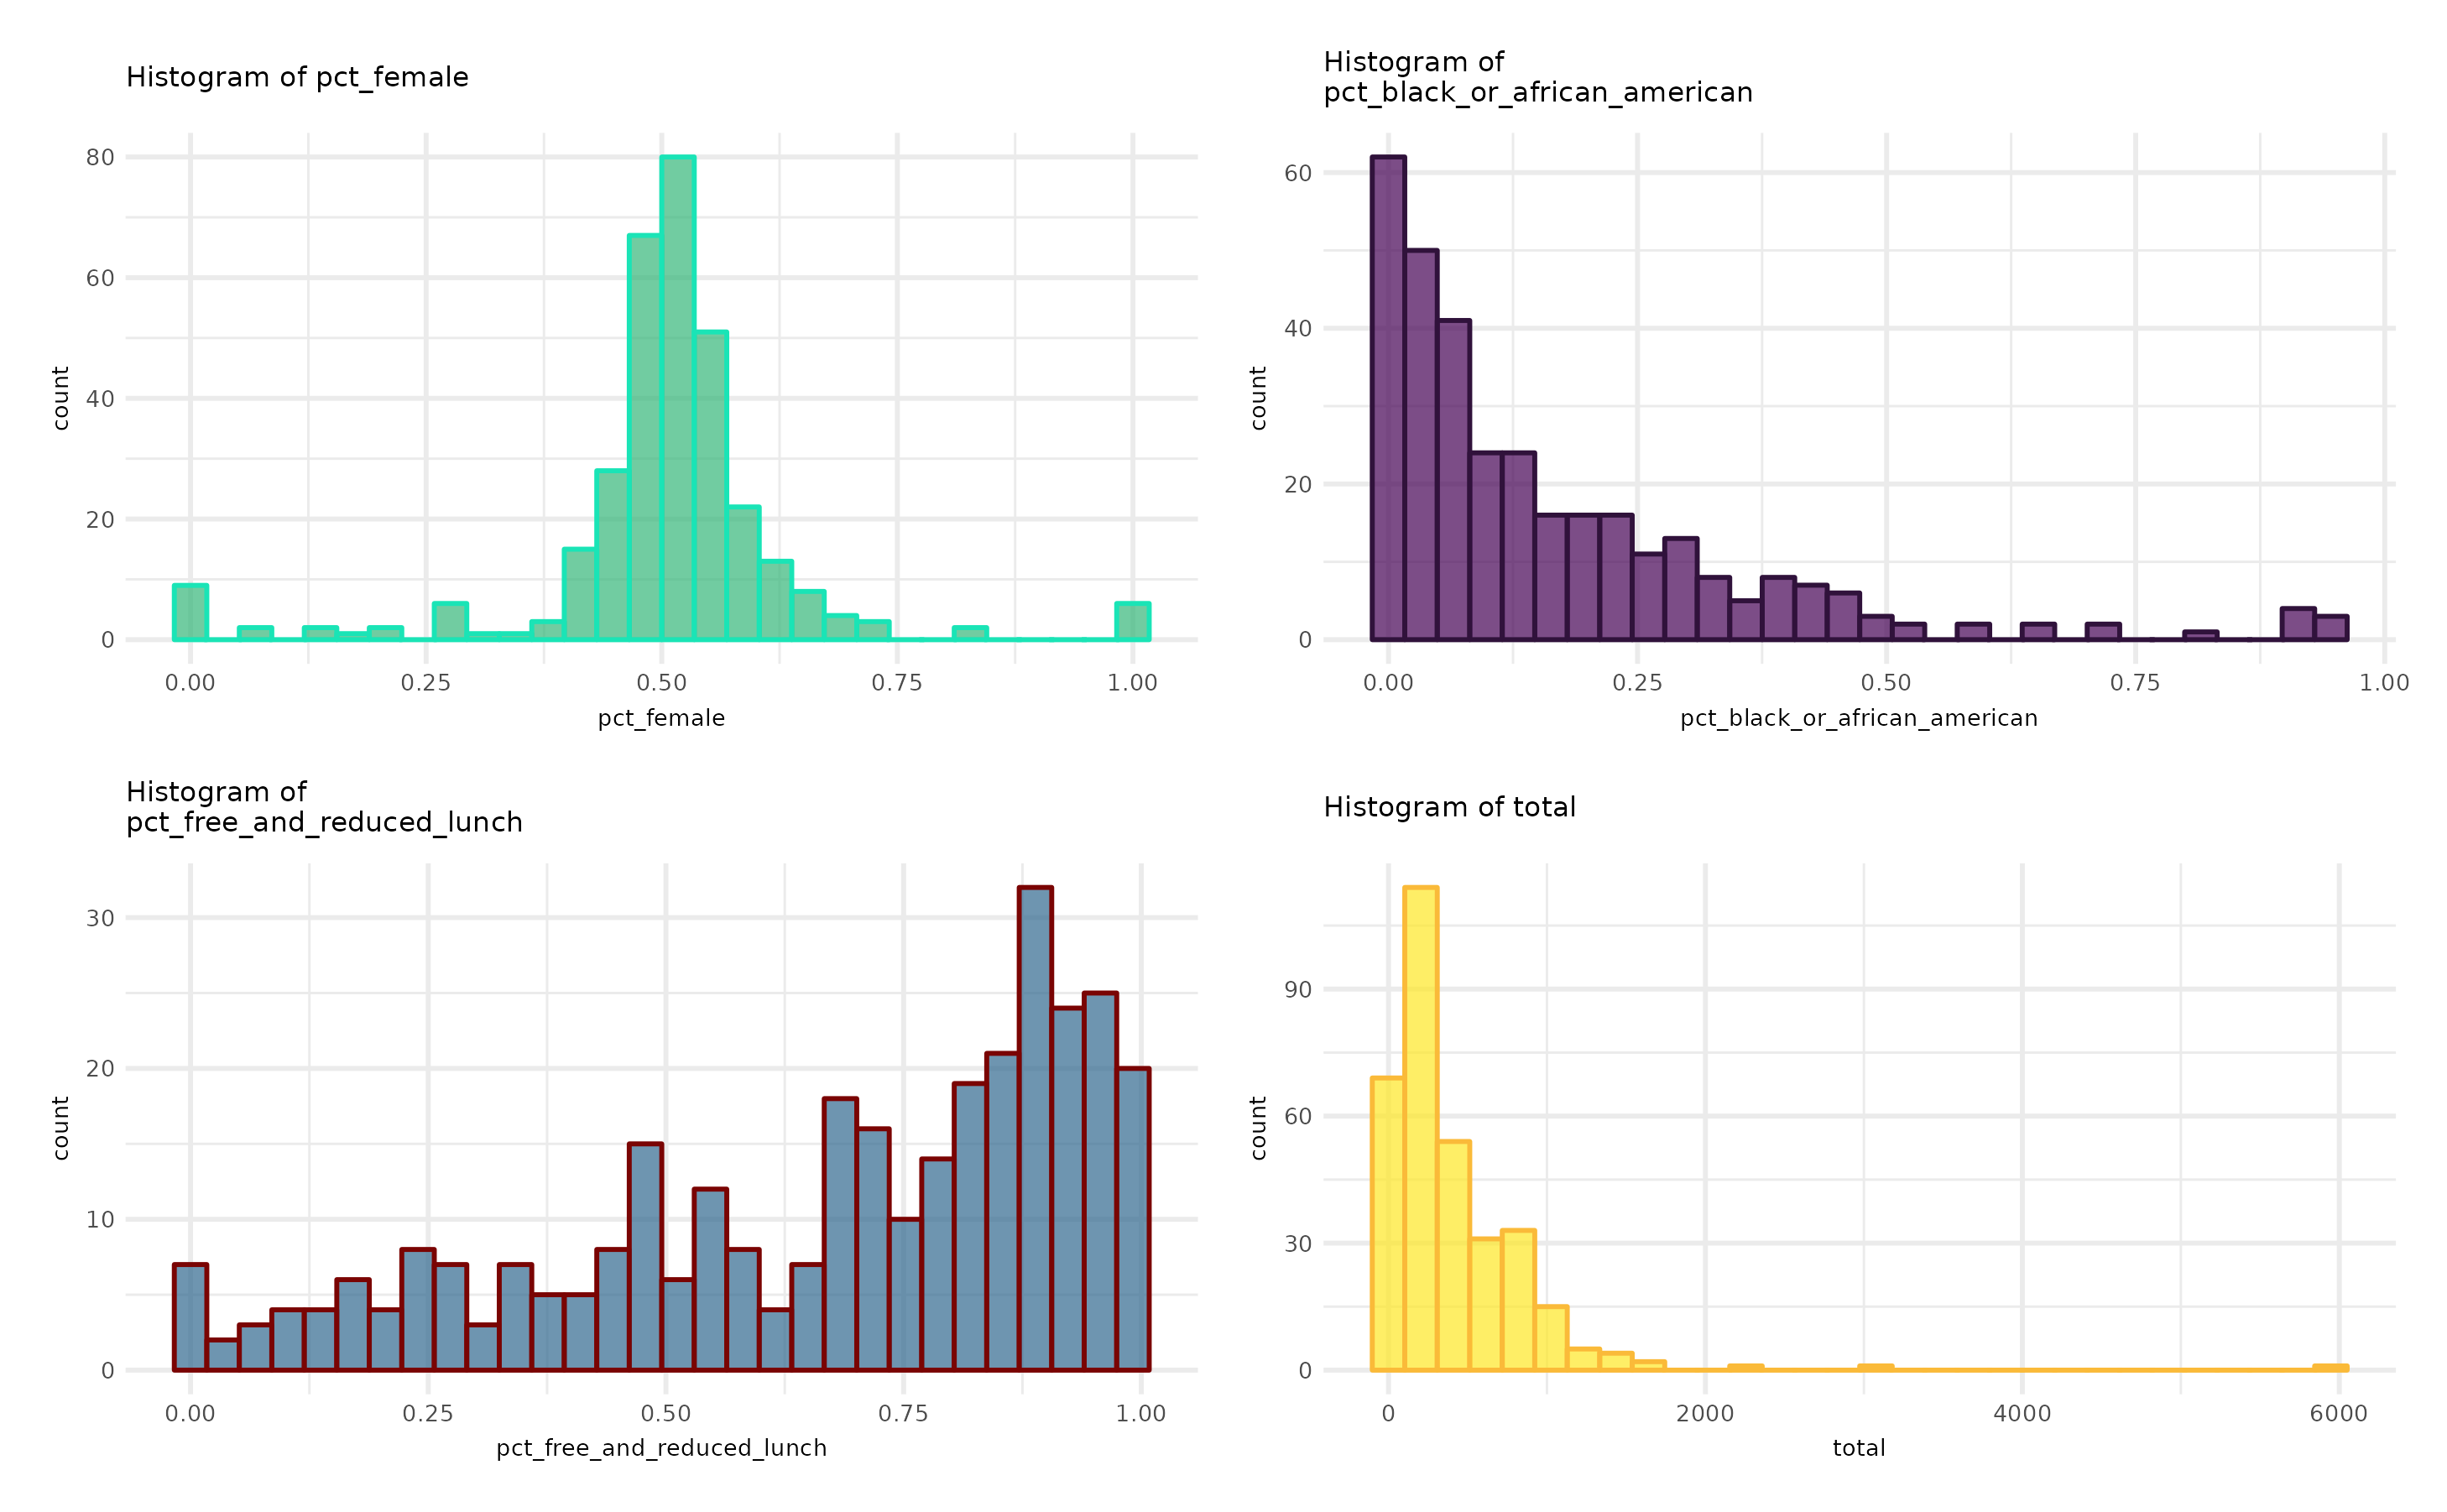 Histogram of pct_female
80
60
40
20
0
count
0.00 0.25 0.50 0.75 1.00
pct_female
Histogram of
pct_black_or_african_american
60
40
20
0
count
0.00 0.25 0.50 0.75 1.00
pct_black_or_african_american
Histogram of
pct_free_and_reduced_lunch
30
20
10
0
count
0.00 0.25 0.50 0.75 1.00
pct_free_and_reduced_lunch
Histogram of total
90
60
30
0
count
0 2000 4000 6000
total